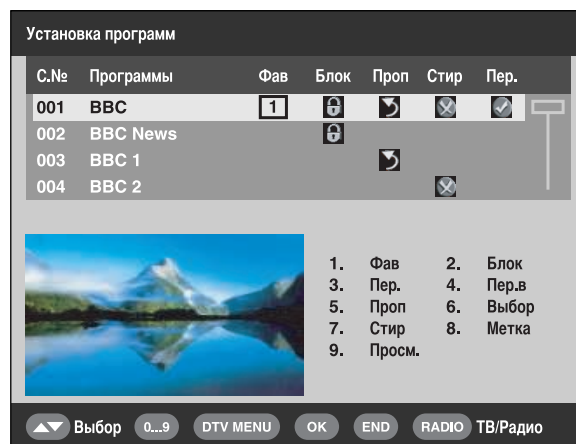 Установка программ
С.№ Программы Фав Блок Проп Стир Пер.
001 BBC 1
002 BBC News
003 BBC 1
004 BBC 2
1. Фав 2. Блок
3. Пер. 4. Пер.в
5. Проп 6. Выбор
7. Стир 8. Метка
9. Просм.
Выбор 0...9 DTV MENU OK END RADIO ТВ/Радио